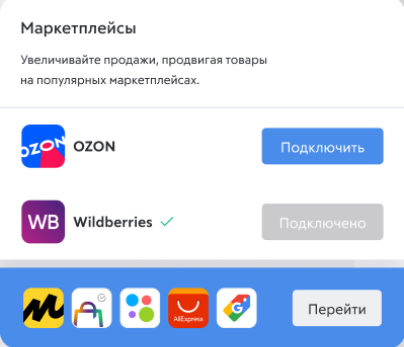 Маркетплейсы
Увеличивайте продажи, продвигая товары
на популярных маркетплейсах.
OZON OZON Подключить
WB Wildberries Подключено
AliExpress G Перейти